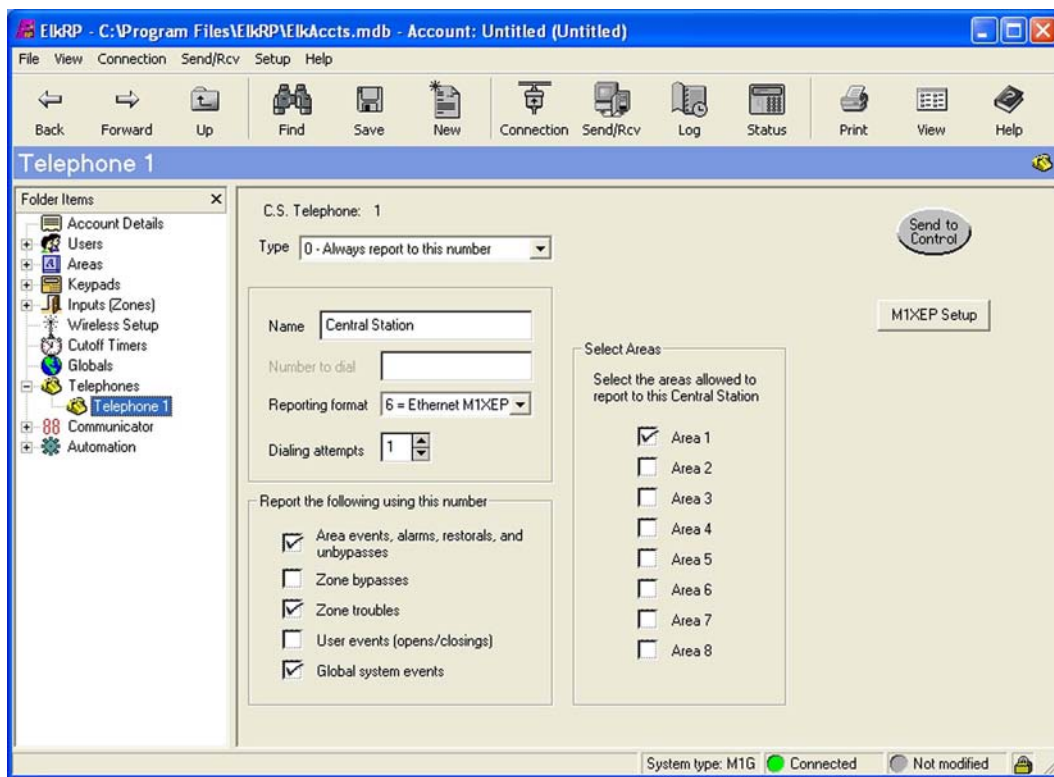 ElkRP - C:\Program Files\ElkRP\ElkAccts.mdb - Account: Untitled (Untitled)
File View Connection Send/Rcv Setup Help
Back Forward Up Find Save New Connection Send/Rcv Log Status Print View Help
Telephone 1
Folder Items
Account Details
Users
Areas
Keypads
Inputs (Zones)
Wireless Setup
Cutoff Timers
Globals
Telephones
Telephone 1
88 Communicator
Automation
C.S. Telephone: 1
Type 0 - Always report to this number
Send to
Control
M1XEP Setup
Name Central Station
Number to dial
Reporting format 6 = Ethernet M1XEP
Dialing attempts 1
Report the following using this number
Area events, alarms, restorals, and
unbypasses
Zone bypasses
Zone troubles
User events (opens/closings)
Global system events
Select Areas
Select the areas allowed to
report to this Central Station
Area 1
Area 2
Area 3
Area 4
Area 5
Area 6
Area 7
Area 8
System type: M1G Connected Not modified